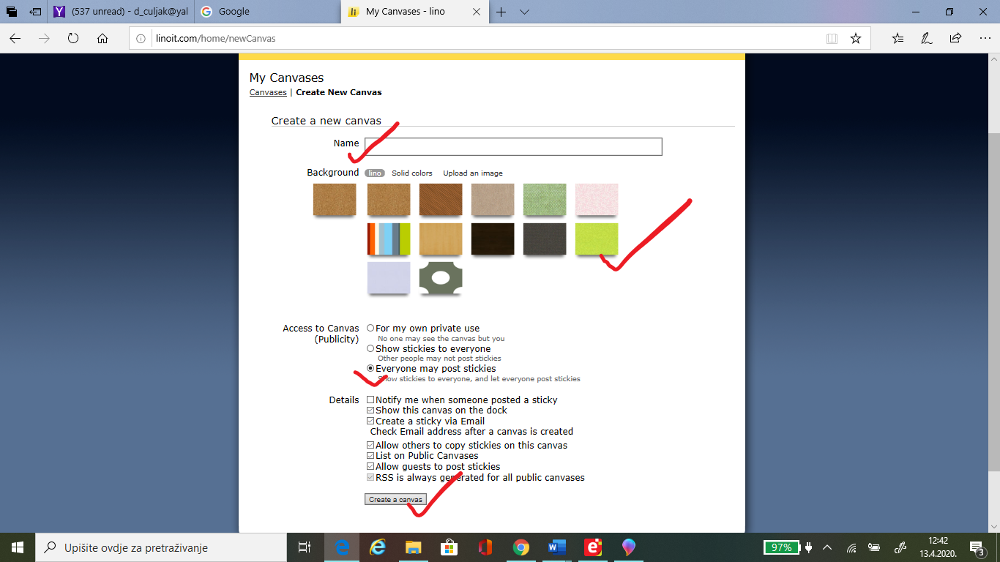 (537 unread) - d_culjak@yal
Google
My Canvases - lino
linoit.com/home/newCanvas
My Canvases
Canvases | Create New Canvas
Create a new canvas
Name
Background lino Solid colors Upload an image
Access to Canvas
(Publicity)
For my own private use
No one may see the canvas but you
Show stickies to everyone
Other people may not post stickies
Everyone may post stickies
Show stickies to everyone, and let everyone post stickies
Details
Notify me when someone posted a sticky
Show this canvas on the dock
Create a sticky via Email
Check Email address after a canvas is created
Allow others to copy stickies on this canvas
List on Public Canvases
Allow guests to post stickies
RSS is always generated for all public canvases
Create a canvas
Upišite ovdje za pretraživanje
97%
12:42
13.4.2020.
3